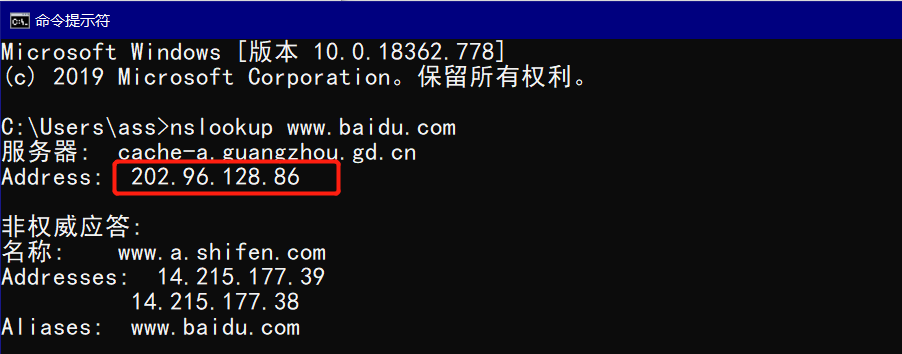 命令提示符
Microsoft Windows [版本 10.0.18362.778]
(c) 2019 Microsoft Corporation。保留所有权利。
C:\Users\ass>nslookup www.baidu.com
服务器:  cache-a.guangzhou.gd.cn
Address:  202.96.128.86
非权威应答:
名称:    www.a.shifen.com
Addresses:  14.215.177.39
14.215.177.38
Aliases:  www.baidu.com